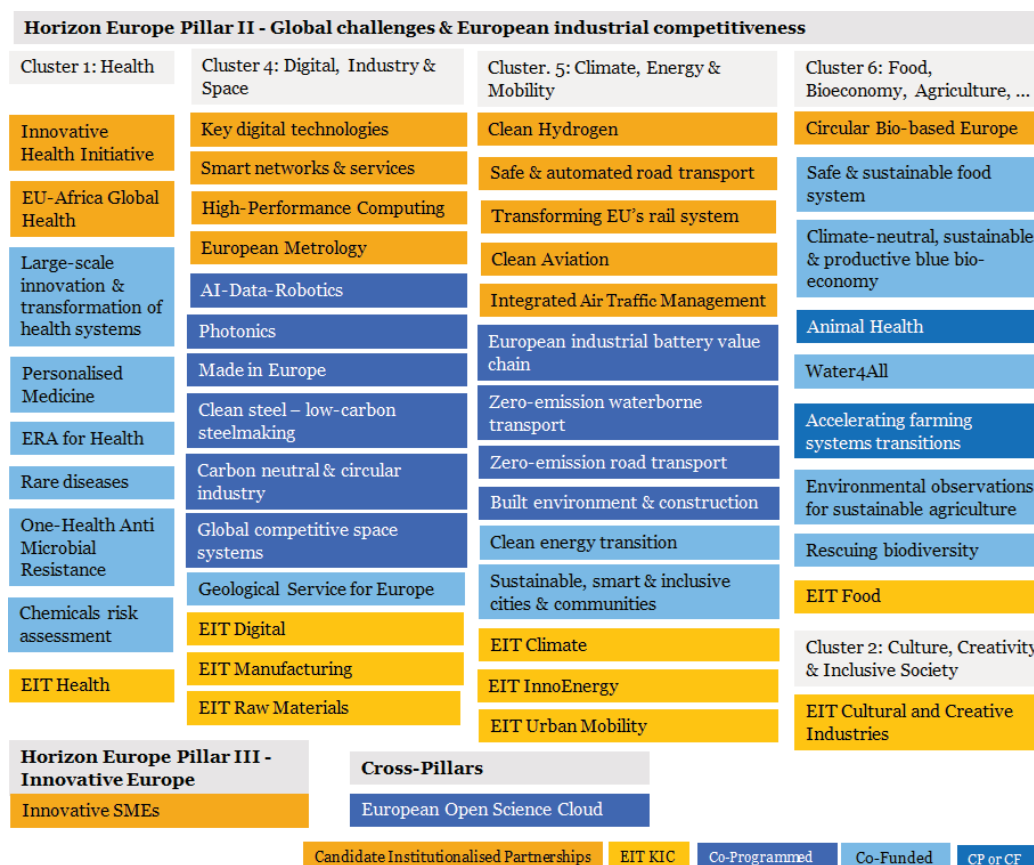 Horizon Europe Pillar II - Global challenges & European industrial competitiveness
Cluster 1: Health
Innovative
Health Initiative
EU-Africa Global
Health
Large-scale
innovation &
transformation of
health systems
Personalised
Medicine
ERA for Health
Rare diseases
One-Health Anti
Microbial
Resistance
Chemicals risk
assessment
EIT Health
Cluster 4: Digital, Industry &
Space
Key digital technologies
Smart networks & services
High-Performance Computing
European Metrology
AI-Data-Robotics
Photonics
Made in Europe
Clean steel – low-carbon
steelmaking
Carbon neutral & circular
industry
Global competitive space
systems
Geological Service for Europe
EIT Digital
EIT Manufacturing
EIT Raw Materials
Cluster. 5: Climate, Energy &
Mobility
Clean Hydrogen
Safe & automated road transport
Transforming EU's rail system
Clean Aviation
Integrated Air Traffic Management
European industrial battery value
chain
Zero-emission waterborne
transport
Zero-emission road transport
Built environment & construction
Clean energy transition
Sustainable, smart & inclusive
cities & communities
EIT Climate
EIT InnoEnergy
EIT Urban Mobility
Cluster 6: Food,
Bioeconomy, Agriculture, ...
Circular Bio-based Europe
Safe & sustainable food
system
Climate-neutral, sustainable
& productive blue bio-
economy
Animal Health
Water4All
Accelerating farming
systems transitions
Environmental observations
for sustainable agriculture
Rescuing biodiversity
EIT Food
Cluster 2: Culture, Creativity
& Inclusive Society
EIT Cultural and Creative
Industries
Horizon Europe Pillar III -
Innovative Europe
Innovative SMEs
Cross-Pillars
European Open Science Cloud
Candidate Institutionalised Partnerships
EIT KIC
Co-Programmed
Co-Funded
CP or CF